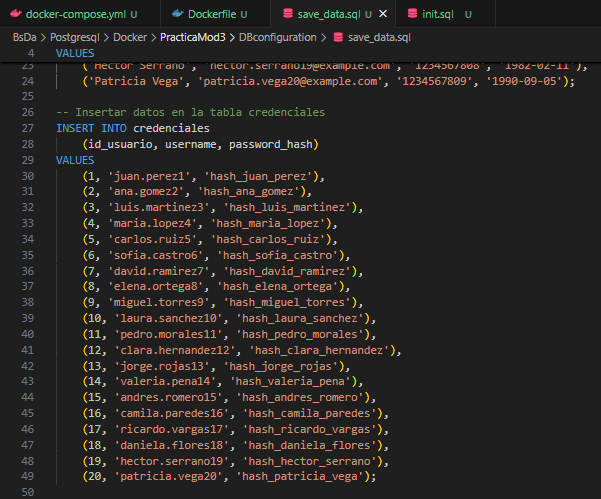 docker-compose.yml U Dockerfile U save_data.sql U init.sql U
BsDa > Postgresql > Docker > PracticaMod3 > DBconfiguration > save_data.sql
4 VALUES
23 ('Hector Serrano', 'hector.serrano19@example.com', '1234567808', '1982-02-11'),
24 ('Patricia Vega', 'patricia.vega20@example.com', '1234567809', '1990-09-05');
25
26 -- Insertar datos en la tabla credenciales
27 INSERT INTO credenciales
28 (id_usuario, username, password_hash)
29 VALUES
30 (1, 'juan.perez1', 'hash_juan_perez'),
31 (2, 'ana.gomez2', 'hash_ana_gomez'),
32 (3, 'luis.martinez3', 'hash_luis_martinez'),
33 (4, 'maria.lopez4', 'hash_maria_lopez'),
34 (5, 'carlos.ruiz5', 'hash_carlos_ruiz'),
35 (6, 'sofia.castro6', 'hash_sofia_castro'),
36 (7, 'david.ramirez7', 'hash_david_ramirez'),
37 (8, 'elena.ortega8', 'hash_elena_ortega'),
38 (9, 'miguel.torres9', 'hash_miguel_torres'),
39 (10, 'laura.sanchez10', 'hash_laura_sanchez'),
40 (11, 'pedro.morales11', 'hash_pedro_morales'),
41 (12, 'clara.hernandez12', 'hash_clara_hernandez'),
42 (13, 'jorge.rojas13', 'hash_jorge_rojas'),
43 (14, 'valeria.pena14', 'hash_valeria_pena'),
44 (15, 'andres.romero15', 'hash_andres_romero'),
45 (16, 'camila.paredes16', 'hash_camila_paredes'),
46 (17, 'ricardo.vargas17', 'hash_ricardo_vargas'),
47 (18, 'daniela.flores18', 'hash_daniela_flores'),
48 (19, 'hector.serrano19', 'hash_hector_serrano'),
49 (20, 'patricia.vega20', 'hash_patricia_vega');
50